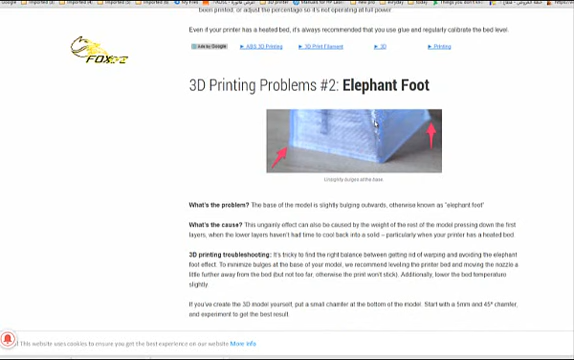 been printed, or adjust the percentage so it's not operating at full power
Even if your printer has a heated bed, it's always recommended that you use glue and regularly calibrate the bed level.
Ads by Google
► ABS 3D Printing
► 3D Print Filament
► 3D
► Printing
FOX
3D Printing Problems #2: Elephant Foot
Unsightly bulges at the base.
What's the problem? The base of the model is slightly bulging outwards, otherwise known as "elephant foot"
What's the cause? This ungainly effect can also be caused by the weight of the rest of the model pressing down the first
layers, when the lower layers haven't had time to cool back into a solid – particularly when your printer has a heated bed
3D printing troubleshooting: It's tricky to find the right balance between getting rid of warping and avoiding the elephant
foot effect. To minimize bulges at the base of your model, we recommend leveling the printer bed and moving the nozzle a
little further away from the bed (but not too far, otherwise the print won't stick). Additionally, lower the bed temperature
slightly.
If you've create the 3D model yourself, put a small chamfer at the bottom of the model. Start with a 5mm and 45º chamfer,
and experiment to get the best result.
This website uses cookies to ensure you get the best experience on our website More info